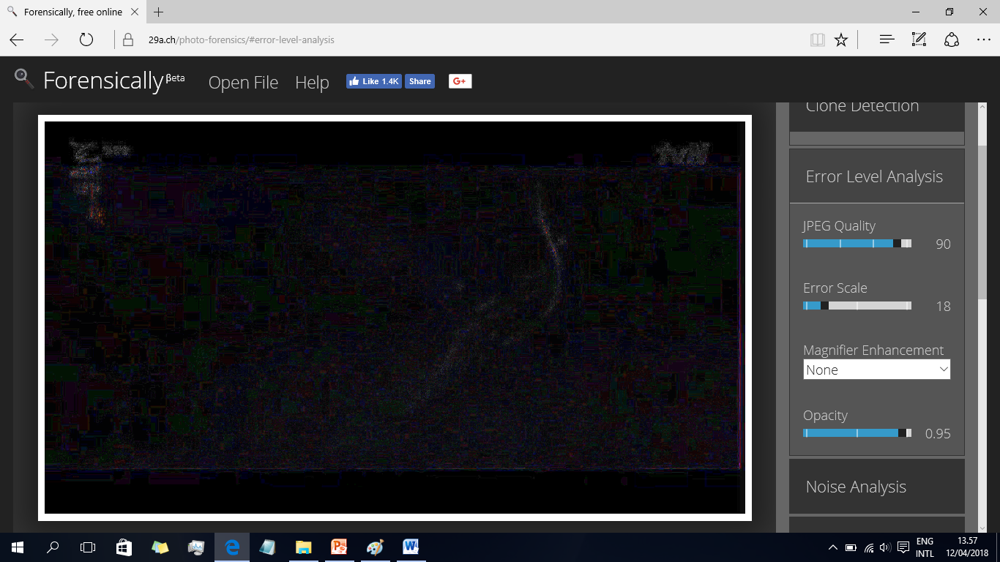 Forensically, free online
29a.ch/photo-forensics/#error-level-analysis
Forensically βeta
Open File
Help
Like 1.4K
Share
G+
Clone Detection
Error Level Analysis
JPEG Quality
90
Error Scale
18
Magnifier Enhancement
None
Opacity
0.95
Noise Analysis
ENG
INTL
13.57
12/04/2018